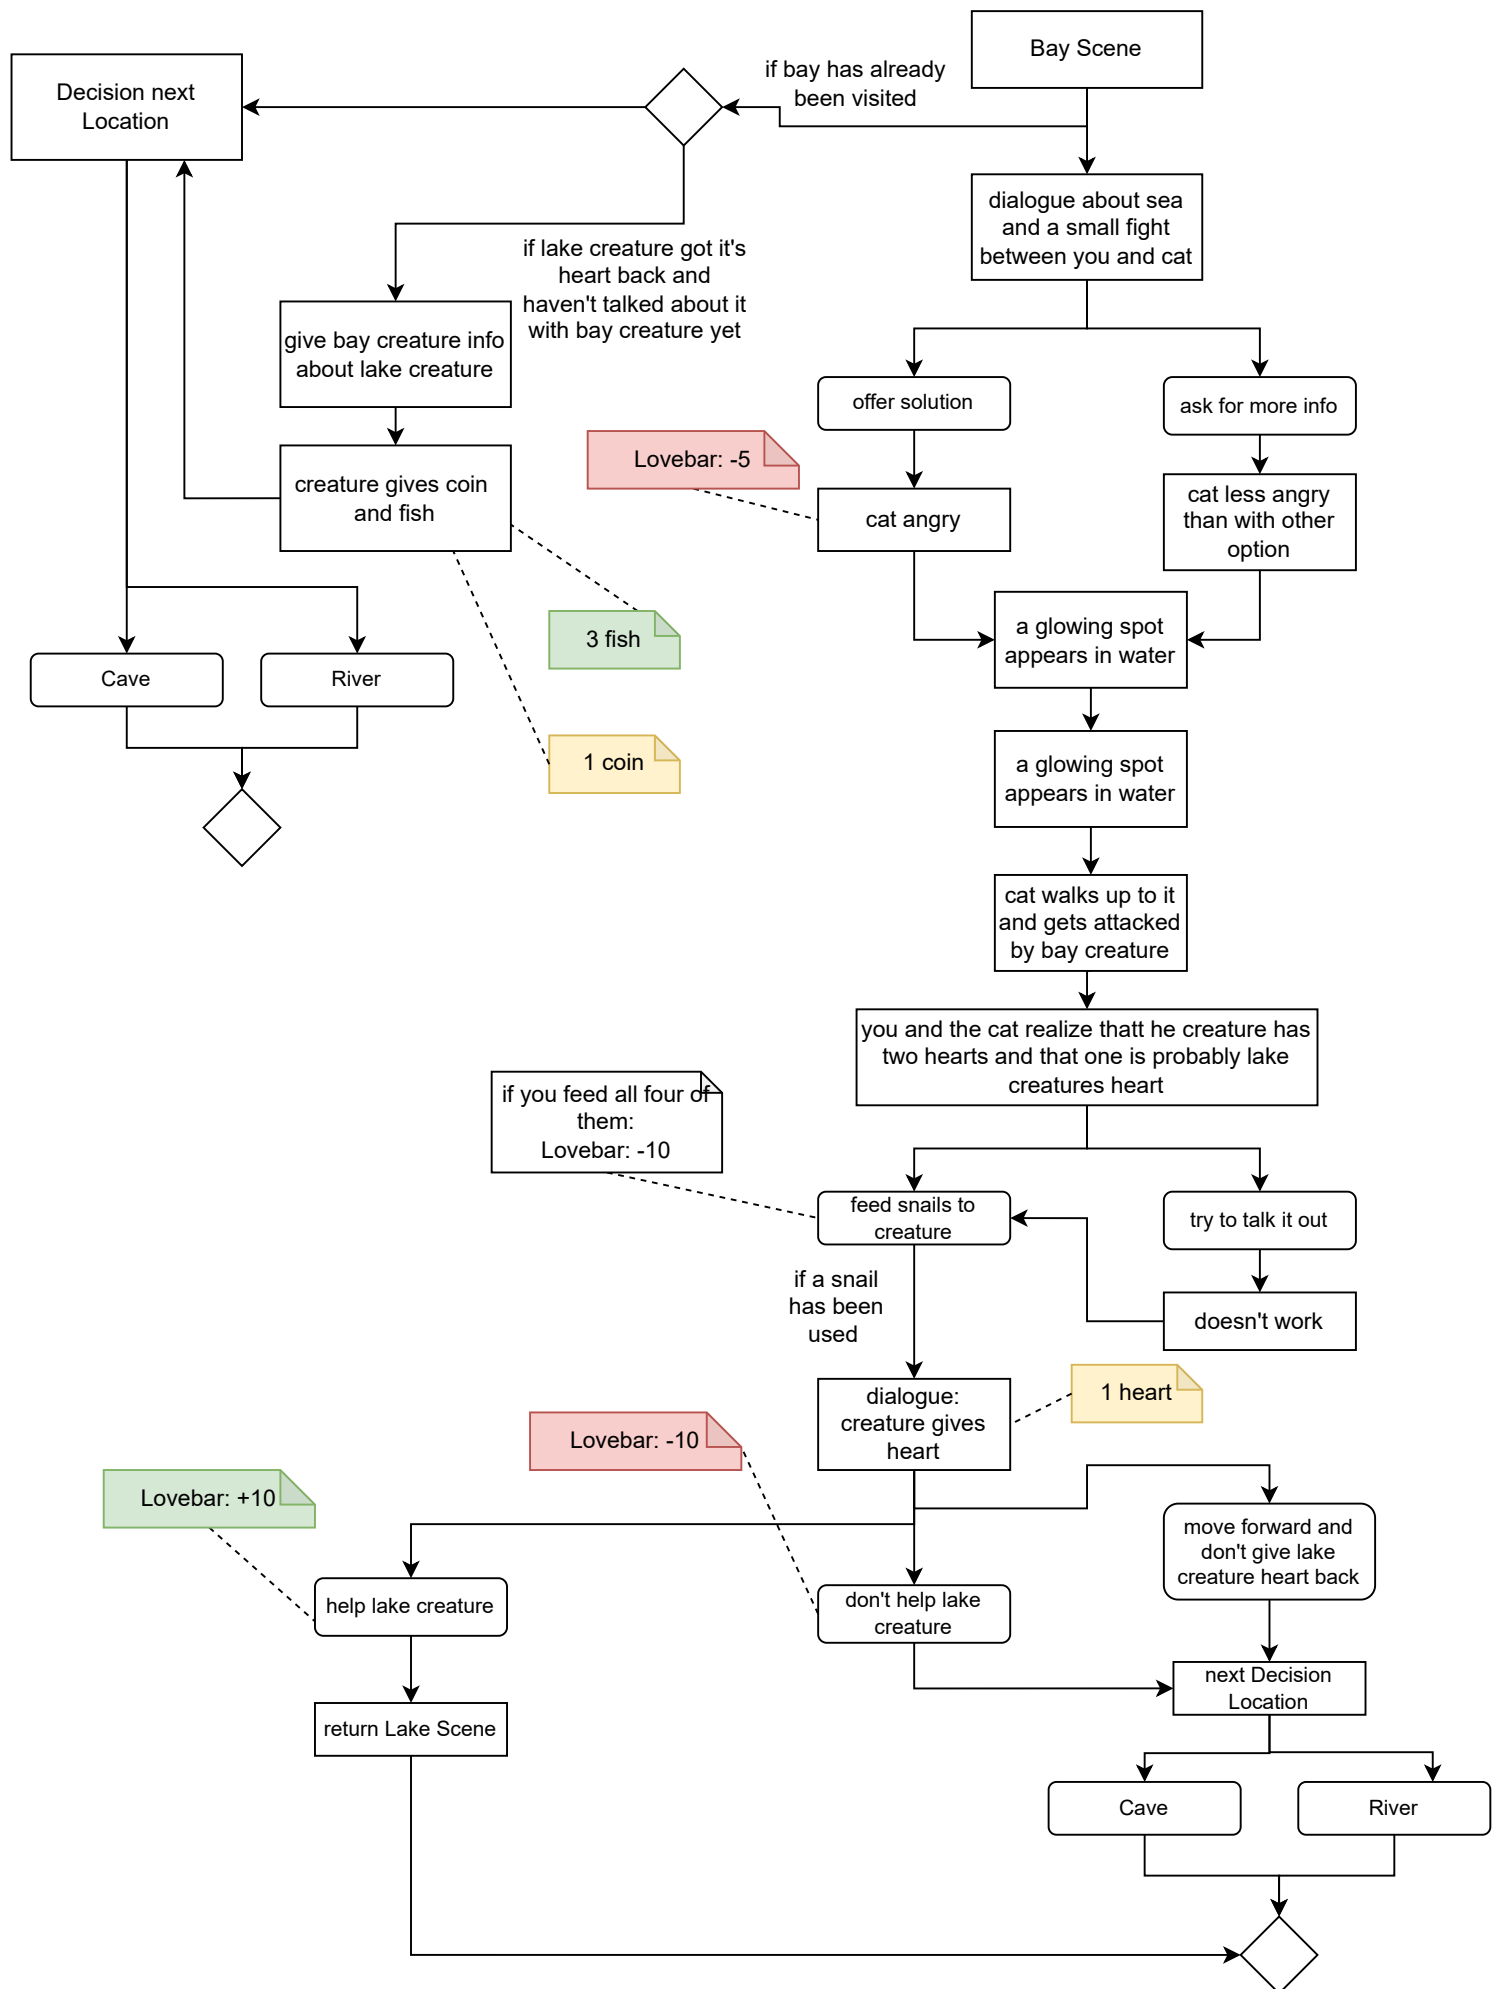 Bay Scene
if bay has already
been visited
Decision next
Location
dialogue about sea
and a small fight
between you and cat
if lake creature got it's
heart back and
haven't talked about it
with bay creature yet
give bay creature info
about lake creature
offer solution
ask for more info
Lovebar: -5
creature gives coin
and fish
cat angry
cat less angry
than with other
option
3 fish
a glowing spot
appears in water
Cave
River
1 coin
a glowing spot
appears in water
cat walks up to it
and gets attacked
by bay creature
you and the cat realize thatt he creature has
two hearts and that one is probably lake
creatures heart
if you feed all four of
them:
Lovebar: -10
feed snails to
creature
try to talk it out
if a snail
has been
used
doesn't work
dialogue:
creature gives
heart
1 heart
Lovebar: -10
Lovebar: +10
move forward and
don't give lake
creature heart back
help lake creature
don't help lake
creature
next Decision
Location
return Lake Scene
Cave
River